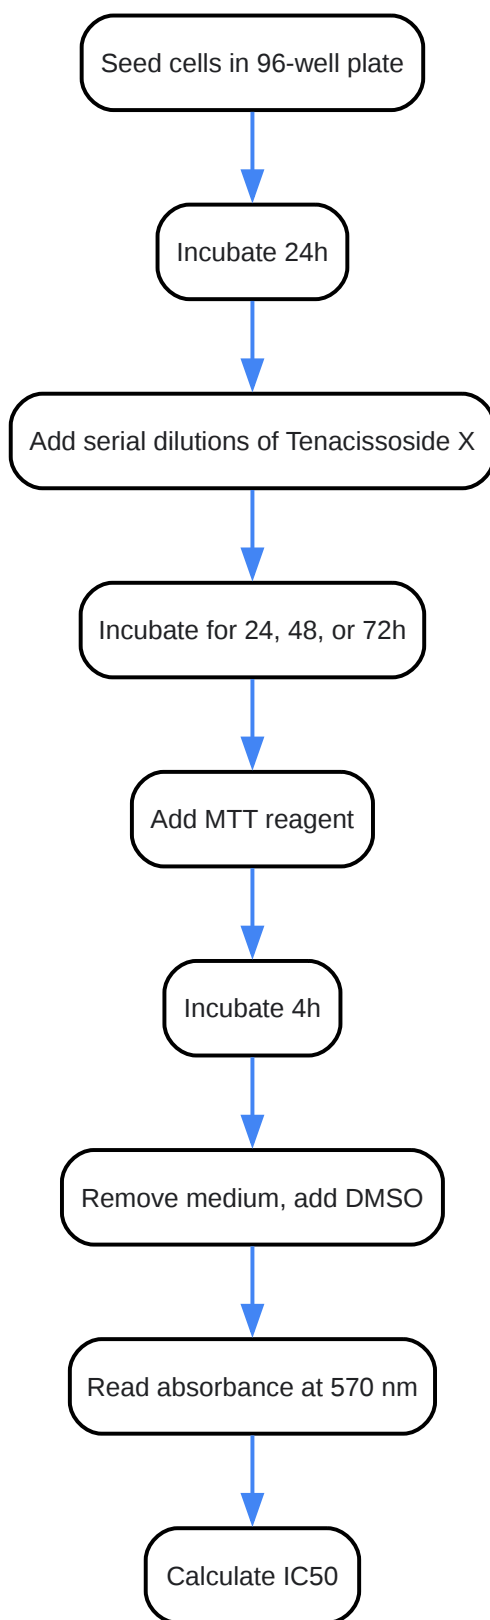 Seed cells in 96-well plate
Incubate 24h
Add serial dilutions of Tenacissoside X
Incubate for 24, 48, or 72h
Add MTT reagent
Incubate 4h
Remove medium, add DMSO
Read absorbance at 570 nm
Calculate IC50